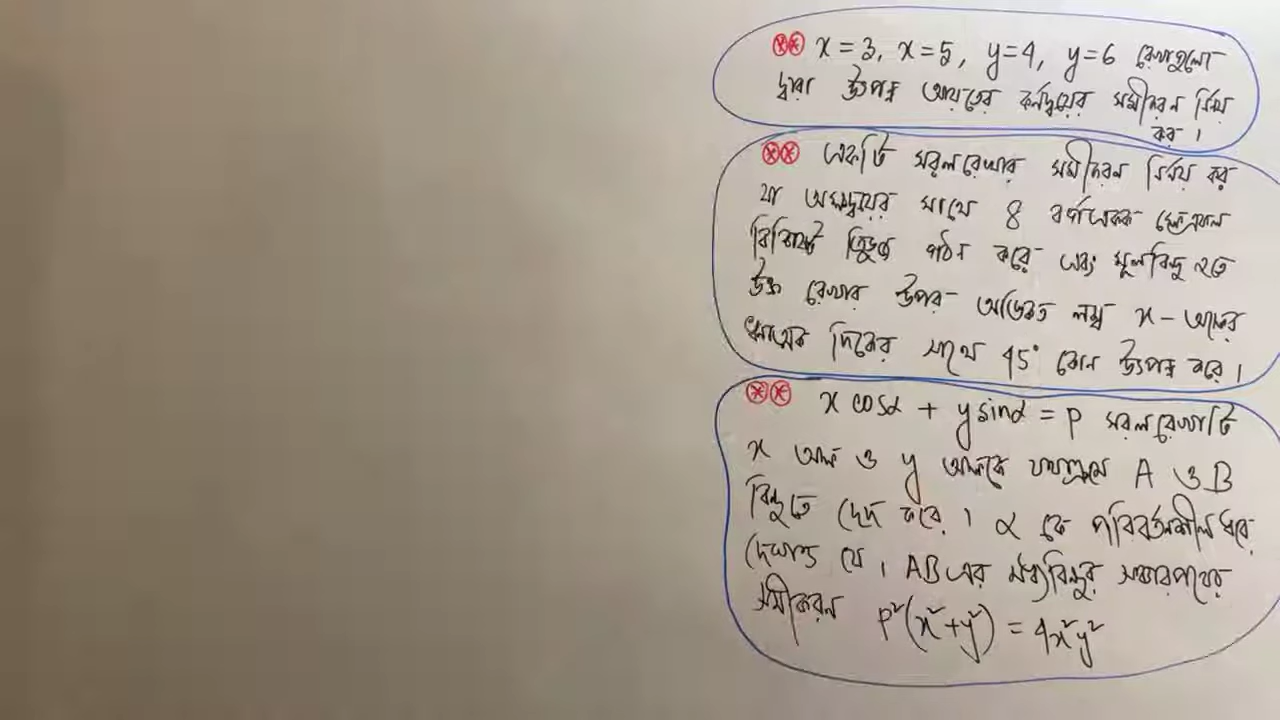 x = 3, x = 5, y = 4, y = 6 রেখাগুলো
দ্বারা উৎপন্ন আয়তের কর্ণদ্বয়ের সমীকরণ নির্ণয়
কর ।
একটি সরলরেখার সমীকরণ নির্ণয় কর
যা অক্ষদ্বয়ের সাথে 8 বর্গএকক ক্ষেত্রফল
বিশিষ্ট ত্রিভুজ গঠন করে এবং মূলবিন্দু হতে
উক্ত রেখার উপর অঙ্কিত লম্ব x - অক্ষের
ধনাত্মক দিকের সাথে 45° কোণ উৎপন্ন করে ।
x cosα + y sinα = P সরলরেখাটি
x অক্ষ ও y অক্ষকে যথাক্রমে A ও B
বিন্দুতে ছেদ করে । α কে পরিবর্তনশীল ধরে
দেখাও যে , AB এর মধ্যবিন্দুর সঞ্চারপথের
সমীকরণ P²(x²+y²) = 4x²y²